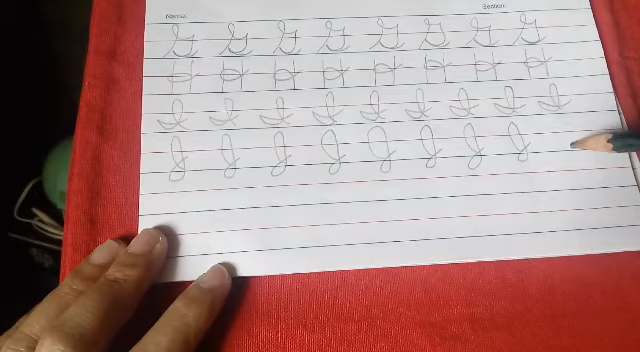 Name: Section:
G G G G G G G G
H H H H H H H H
I I I I I I I I I
J J J J J J J J